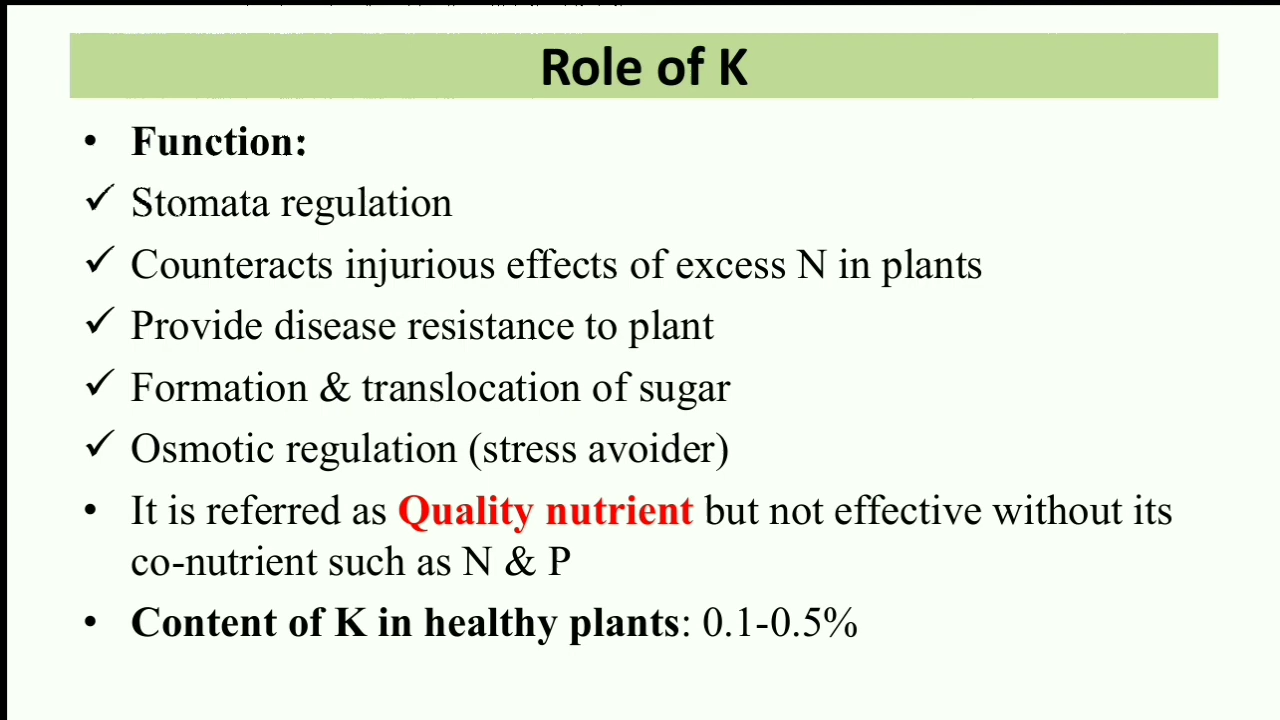 Role of K
• Function:
✓ Stomata regulation
✓ Counteracts injurious effects of excess N in plants
✓ Provide disease resistance to plant
✓ Formation & translocation of sugar
✓ Osmotic regulation (stress avoider)
• It is referred as Quality nutrient but not effective without its
co-nutrient such as N & P
• Content of K in healthy plants: 0.1-0.5%